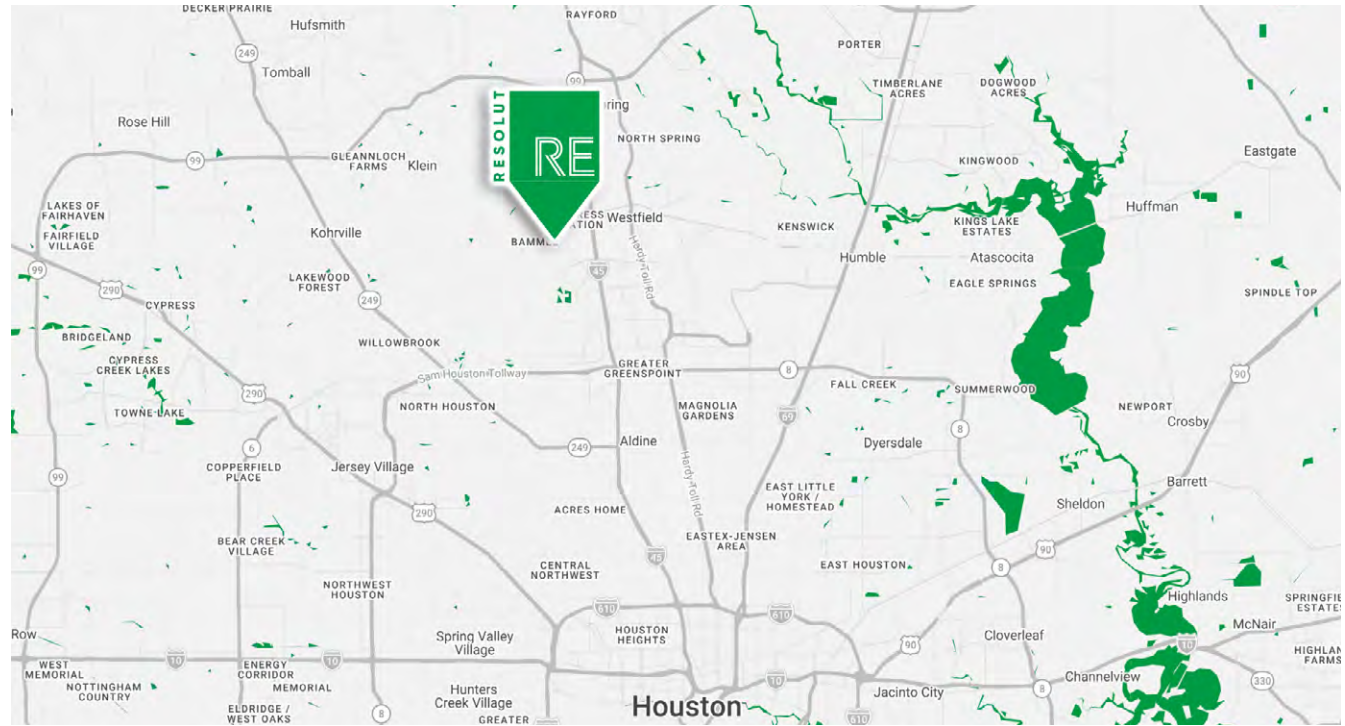 DECKER PRAIRIE
Hufsmith
RAYFORD
249
Tomball
PORTER
99
TIMBERLANE
ACRES
DOGWOOD
ACRES
RESOLUT
RE
Rose Hill
NORTH SPRING
99
GLEANNLOCH
FARMS
Klein
KINGWOOD
Eastgate
LAKES OF
FAIRHAVEN
FAIRFIELD
VILLAGE
Kohrville
BAMME
Westfield
KENSWICK
KINGS LAKE
ESTATES
Huffman
99
LAKEWOOD
FOREST
45
Hardy Toll Rd
Humble
Atascocita
EAGLE SPRINGS
SPINDLE TOP
290
CYPRESS
249
BRIDGELAND
CYPRESS
CREEK LAKES
WILLOWBROOK
Sam Houston Tollway
GREATER
GREENSPOINT
8
FALL CREEK
SUMMERWOOD
90
290
TOWNE LAKE
NORTH HOUSTON
MAGNOLIA
GARDENS
69
NEWPORT
Crosby
6
249
Aldine
8
Dyersdale
99
COPPERFIELD
PLACE
Jersey Village
Hardy Toll Rd
EAST LITTLE
YORK /
HOMESTEAD
Barrett
290
ACRES HOME
Sheldon
BEAR CREEK
VILLAGE
45
EASTEX-JENSEN
AREA
90
CENTRAL
NORTHWEST
EAST HOUSTON
8
NORTHWEST
HOUSTON
610
610
Highlands
SPRINGFIE
ESTATE
Row
Spring Valley
Village
HOUSTON
HEIGHTS
90
Cloverleaf
McNair
WEST
MEMORIAL
10
ENERGY
CORRIDOR
10
610
10
HIGHLAN
FARMS
NOTTINGHAM
COUNTRY
MEMORIAL
Hunters
Creek Village
10
Jacinto City
8
Channelview
330
ELDRIDGE /
WEST OAKS
8
GREATER
Houston